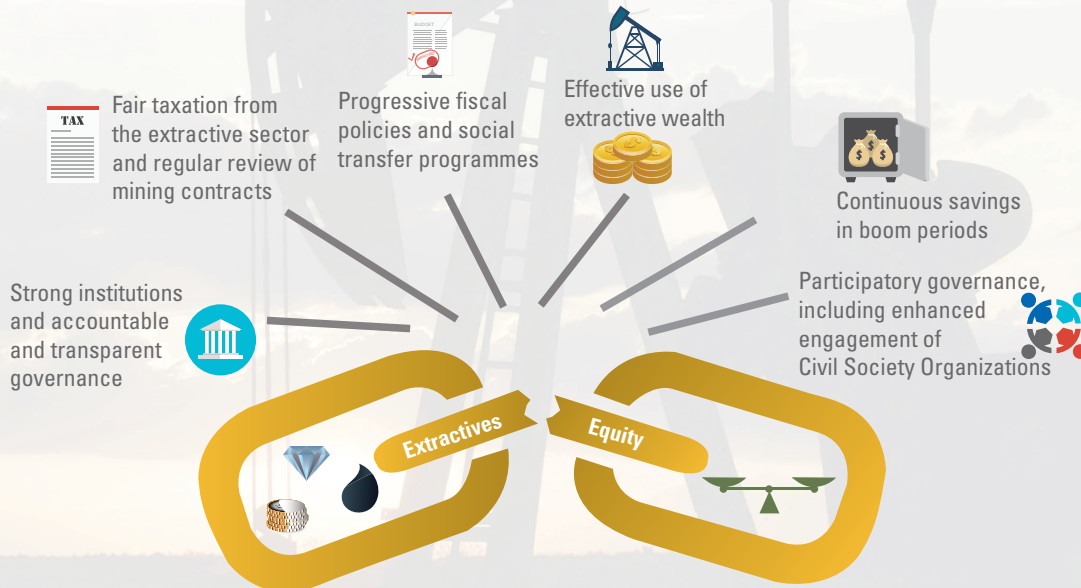 BUDGET
TAX
Fair taxation from
the extractive sector
and regular review of
mining contracts
Progressive fiscal
policies and social
transfer programmes
Effective use of
extractive wealth
Continuous savings
in boom periods
Strong institutions
and accountable
and transparent
governance
Participatory governance,
including enhanced
engagement of
Civil Society Organizations
Extractives
Equity
$ $ $